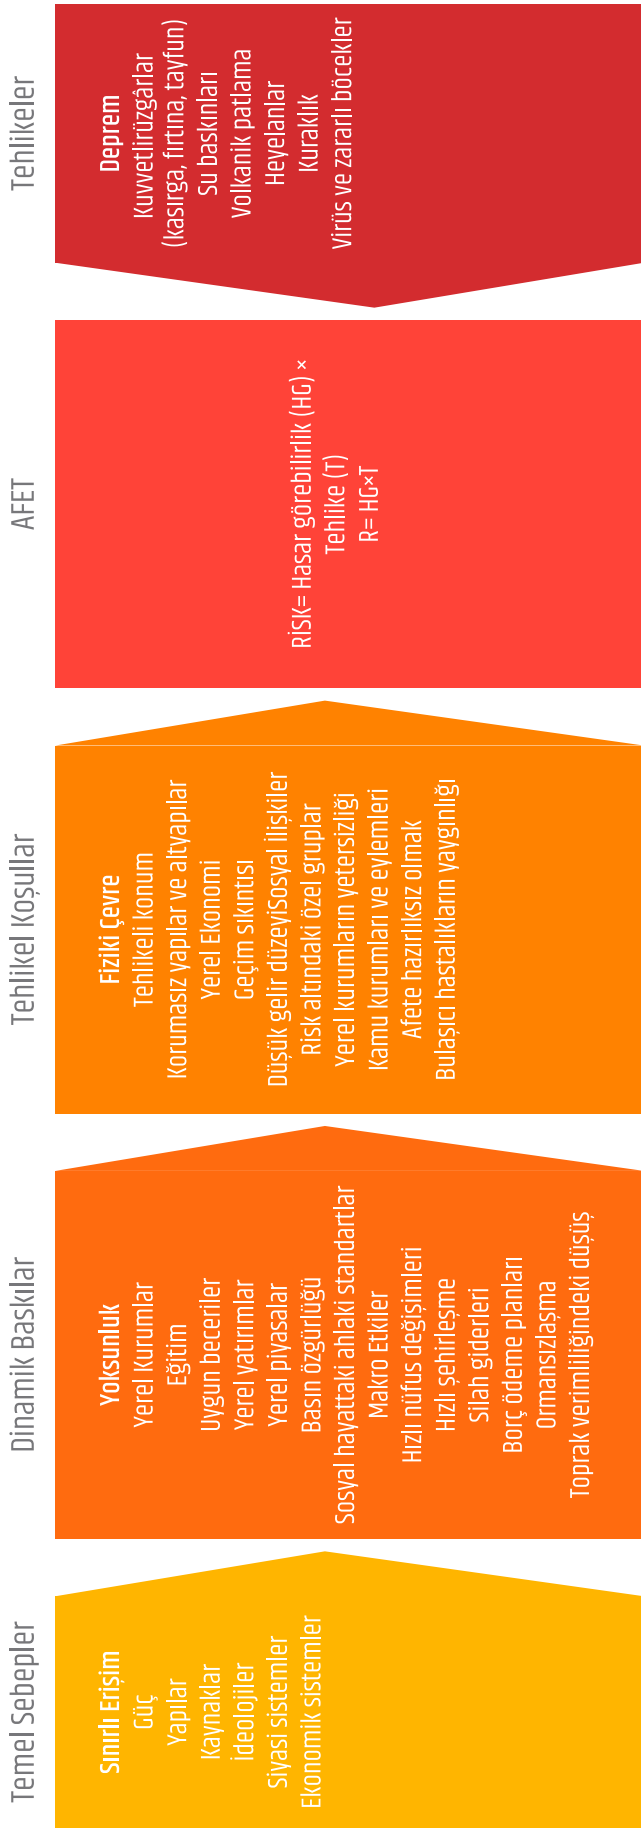 Temel Sebepler
Sınırlı Erişim
Güç
Yapılar
Kaynaklar
İdeolojiler
Siyasi sistemler
Ekonomik sistemler
Dinamik Baskılar
Yoksunluk
Yerel Kurumlar
Eğitim
Uygun beceriler
Yerel yatırımlar
Yerel piyasalar
Basın özgürlüğü
Sosyal hayattaki ahlaki standartlar
Makro Etkiler
Hızlı nüfus değişimleri
Hızlı şehirleşme
Silah giderleri
Borç ödeme planları
Ormansızlaşma
Toprak verimliliğindeki düşüş
Tehlikel Koşullar
Fiziki Çevre
Tehlikeli konum
Korumasız yapılar ve altyapılar
Yerel Ekonomi
Geçim sıkıntısı
Düşük gelir düzeyiSosyal ilişkiler
Risk altındaki özel gruplar
Yerel kurumların yetersizliği
Kamu kurumları ve eylemleri
Afete hazırlıksız olmak
Bulaşıcı hastalıkların yaygınlığı
AFET
RİSK= Hasar görebilirlik (HG) ×
Tehlike (T)
R= HG×T
Tehlikeler
Deprem
Kuvvetlirüzgârlar
(kasırga, fırtına, tayfun)
Su baskınları
Volkanik patlama
Heyelanlar
Kuraklık
Virüs ve zararlı böcekler